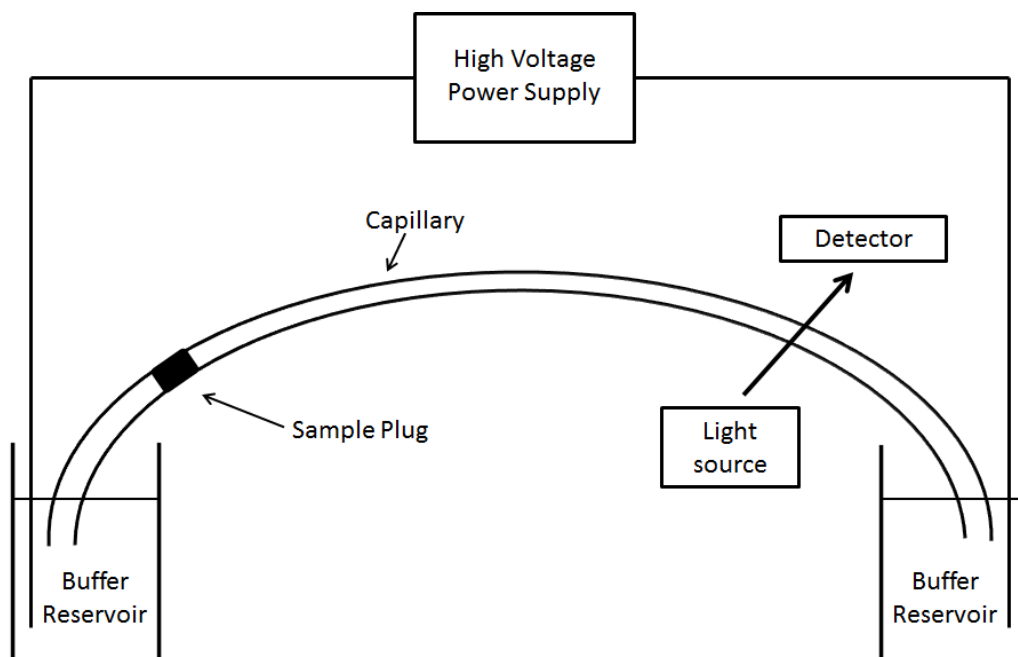 High Voltage
Power Supply
Capillary
Detector
Sample Plug
Light
source
Buffer
Reservoir
Buffer
Reservoir